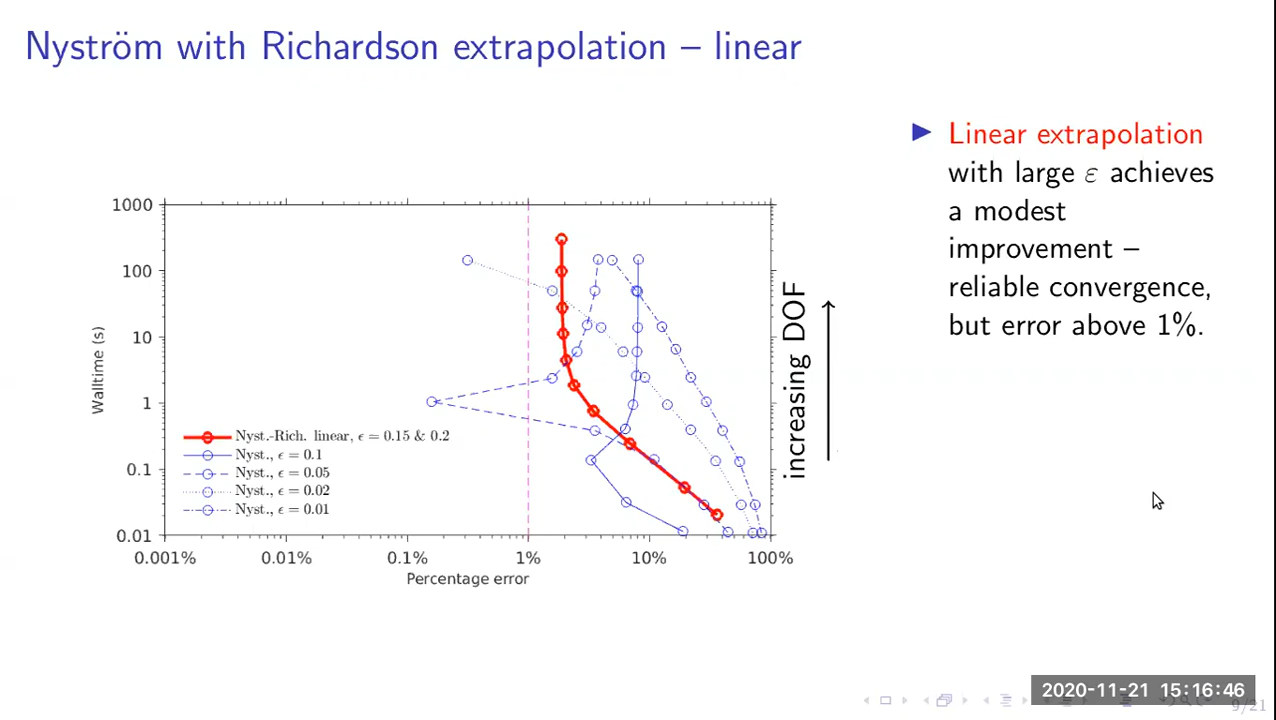 Nyström with Richardson extrapolation – linear
▶ Linear extrapolation
with large ε achieves
a modest
improvement –
reliable convergence,
but error above 1%.
1000
100
10
1
0.1
0.01
Walltime (s)
Nyst.-Rich. linear, ϵ = 0.15 & 0.2
Nyst., ϵ = 0.1
Nyst., ϵ = 0.05
Nyst., ϵ = 0.02
Nyst., ϵ = 0.01
increasing DOF
0.001% 0.01% 0.1% 1% 10% 100%
Percentage error
2020-11-21 15:16:46
9/21